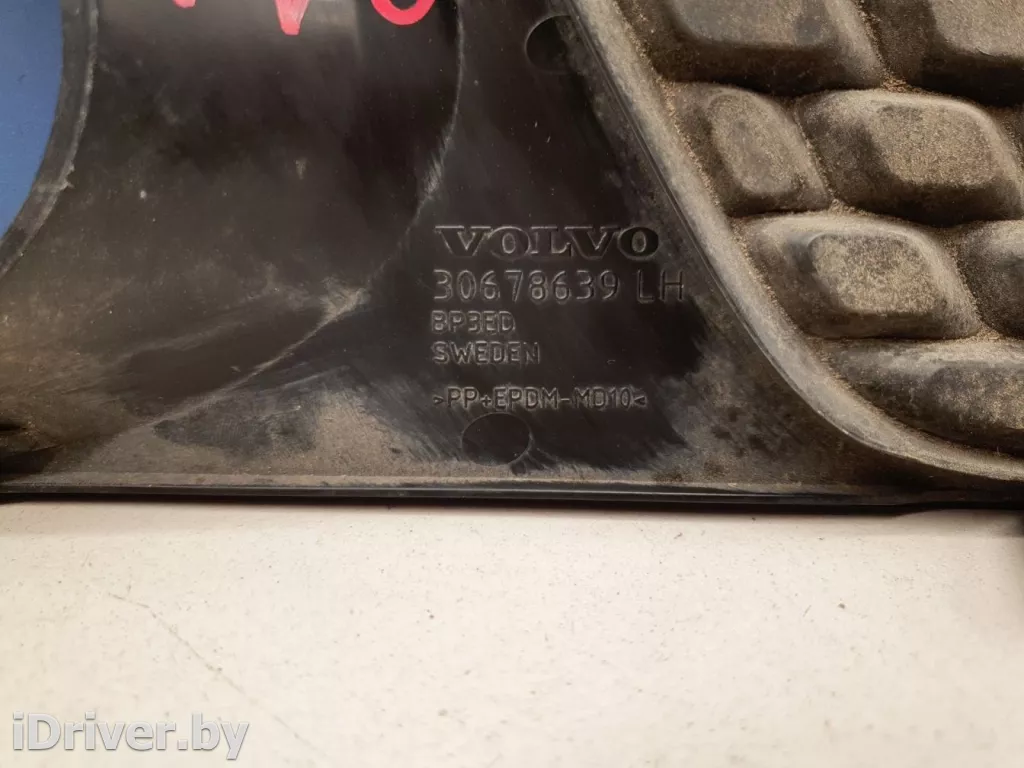 VOLVO
30678639 LH
BP3ED
SWEDEN
>PP+EPDM-MD10<
iDriver.by